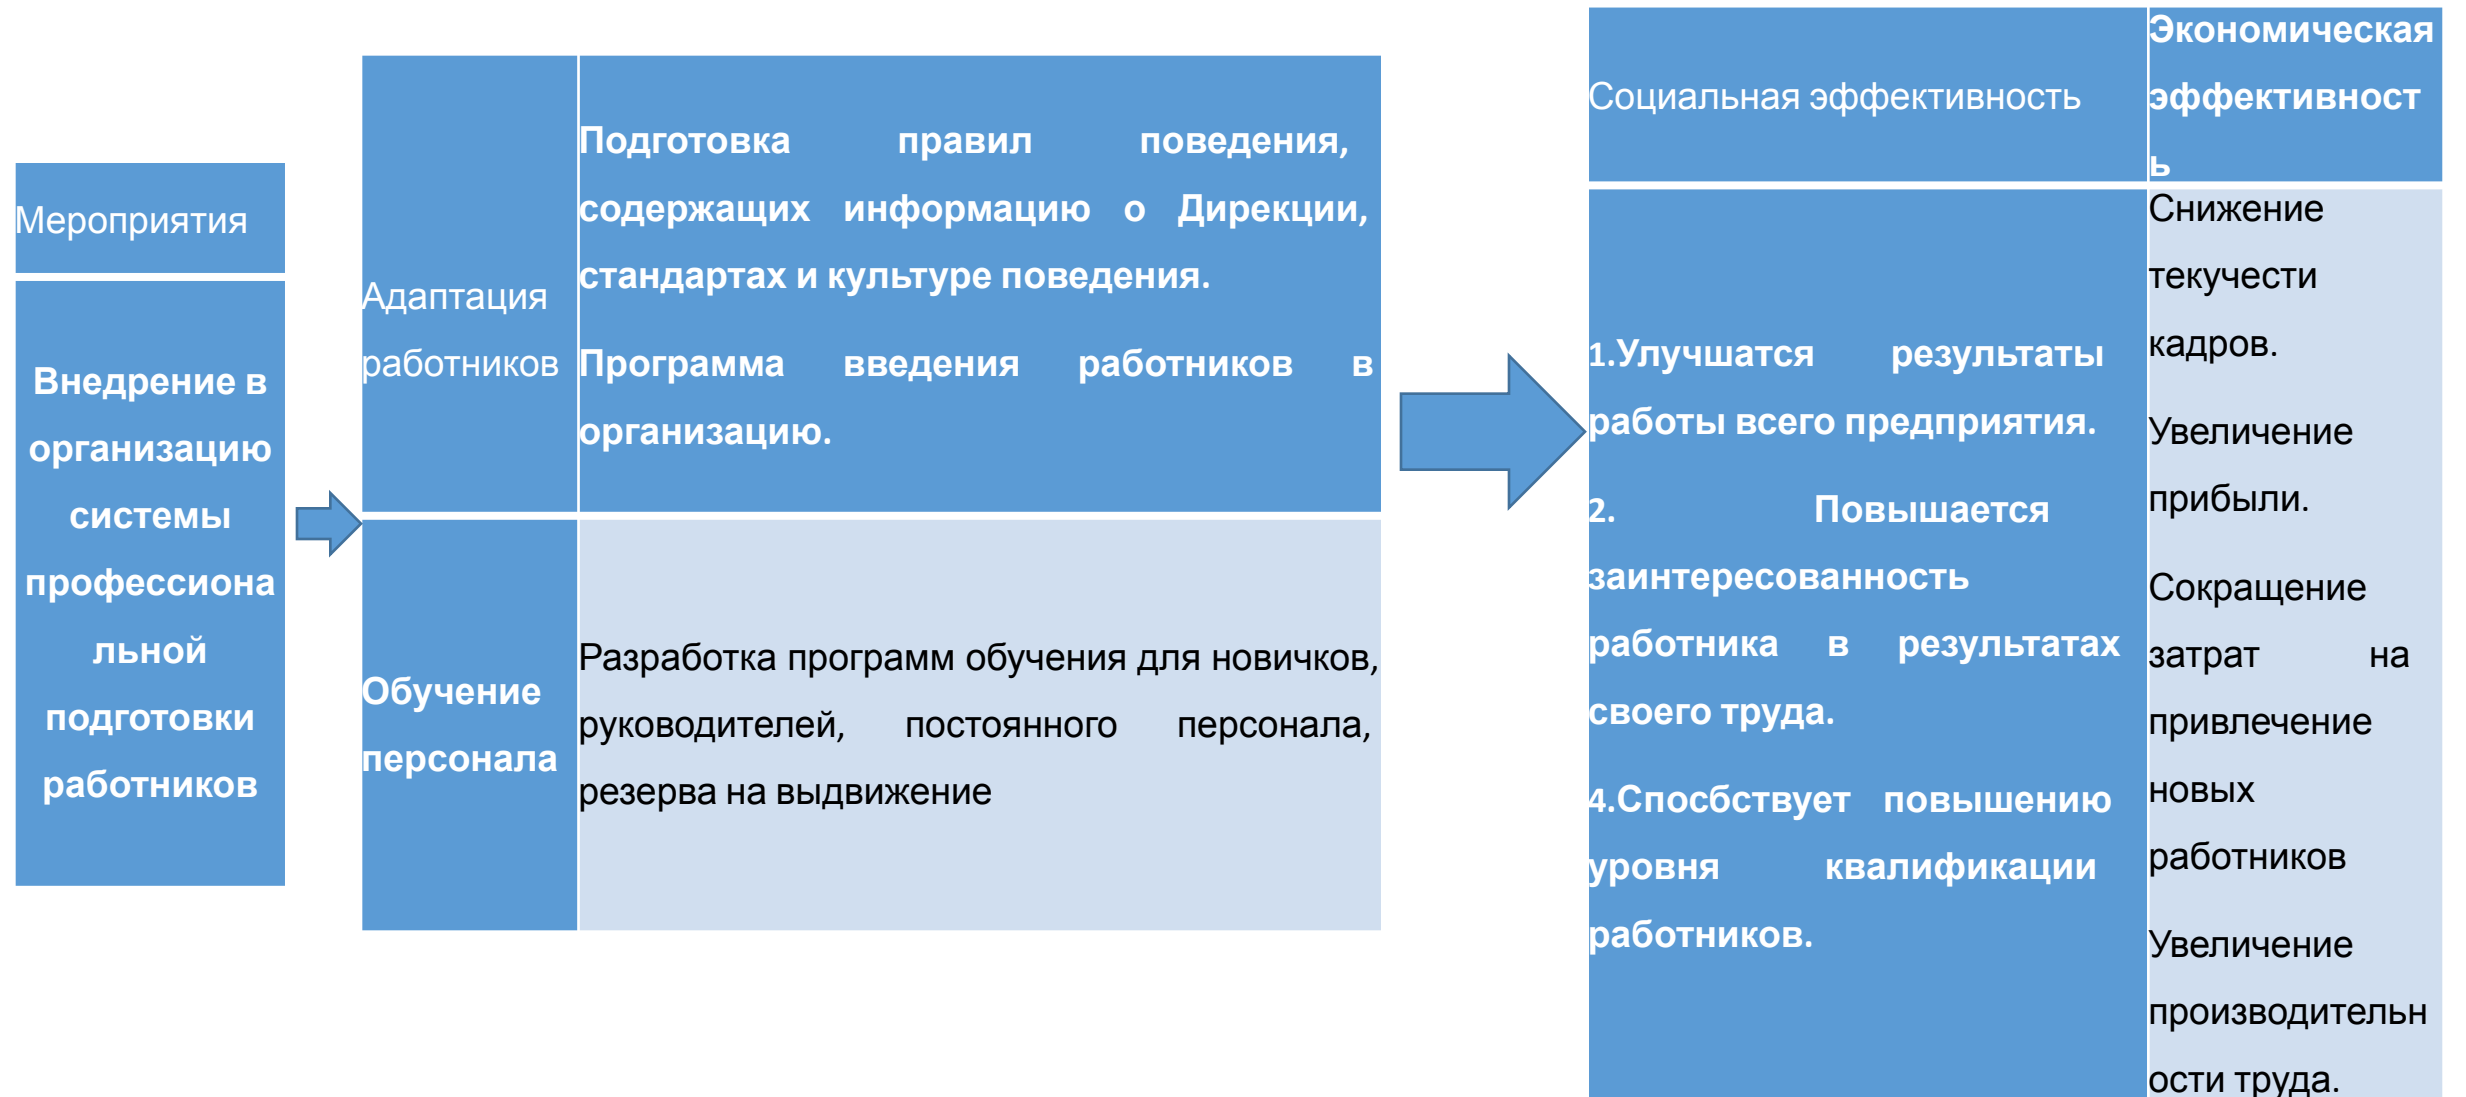 Мероприятия
Внедрение в
организацию
системы
профессиона
льной
подготовки
работников
Адаптация
работников
Подготовка правил поведения,
содержащих информацию о Дирекции,
стандартах и культуре поведения.
Программа введения работников в
организацию.
Обучение
персонала
Разработка программ обучения для новичков,
руководителей, постоянного персонала,
резерва на выдвижение
Социальная эффективность
Экономическая
эффективност
ь
1.Улучшатся результаты
работы всего предприятия.
2. Повышается
заинтересованность
работника в результатах
своего труда.
4.Спосбствует повышению
уровня квалификации
работников.
Снижение
текучести
кадров.
Увеличение
прибыли.
Сокращение
затрат на
привлечение
новых
работников
Увеличение
производительн
ости труда.